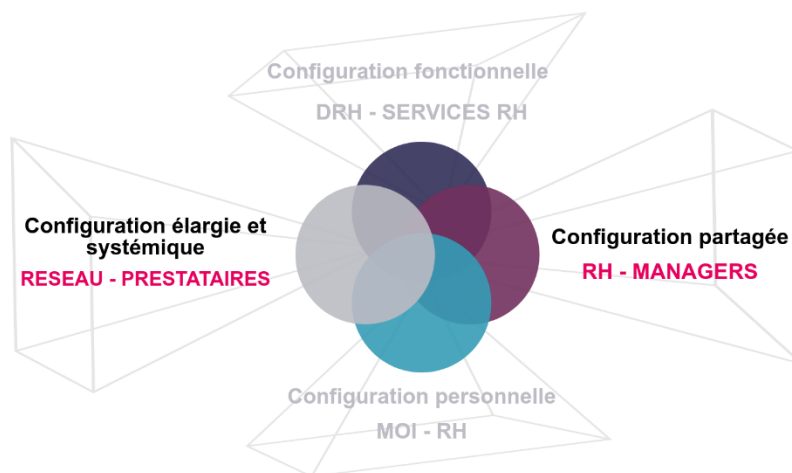 Configuration fonctionnelle
DRH - SERVICES RH
Configuration élargie et
systémique
RESEAU - PRESTATAIRES
Configuration partagée
RH - MANAGERS
Configuration personnelle
MOI - RH